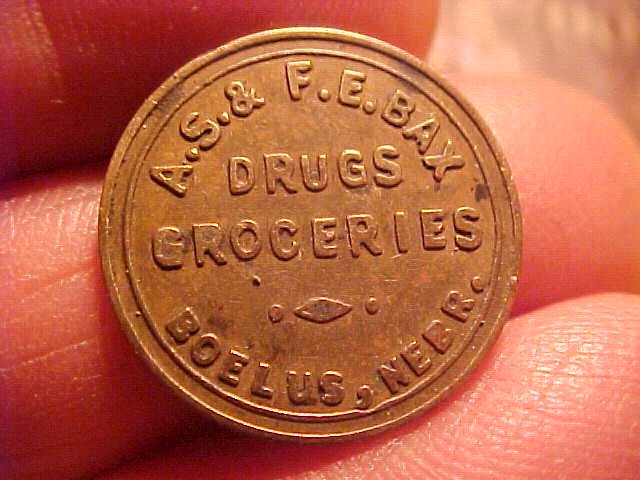 A.S. & F.E. BAX
DRUGS
GROCERIES
BOELUS, NEBR.